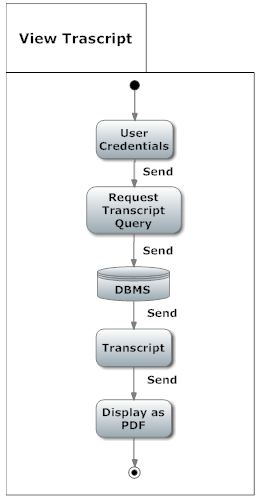 View Trascript
User
Credentials
Send
Request
Transcript
Query
Send
DBMS
Send
Transcript
Send
Display as
PDF